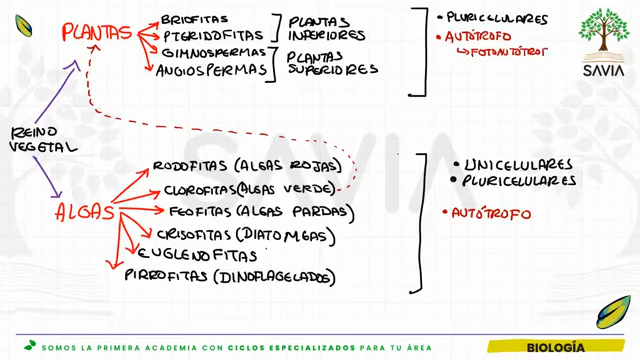 PLANTAS
BRIOFITAS
PTERIDOFITAS
GIMNOSPERMAS
ANGIOSPERMAS
PLANTAS
INFERIORES
PLANTAS
SUPERIORES
• PLURICELULARES
• AUTÓTROFO
↳ FOTOAUTÓTROF
SAVIA
REINO
VEGETAL
SAVIA
ALGAS
RODOFITAS (ALGAS ROJAS)
CLOROFITAS (ALGAS VERDE)
FEOFITAS (ALGAS PARDAS)
CRISOFITAS (DIATOMEAS)
EUGLENOFITAS
PIRROFITAS (DINOFLAGELADOS)
• UNICELULARES
• PLURICELULARES
• AUTÓTROFO
SOMOS LA PRIMERA ACADEMIA CON CICLOS ESPECIALIZADOS PARA TU ÁREA
BIOLOGÍA